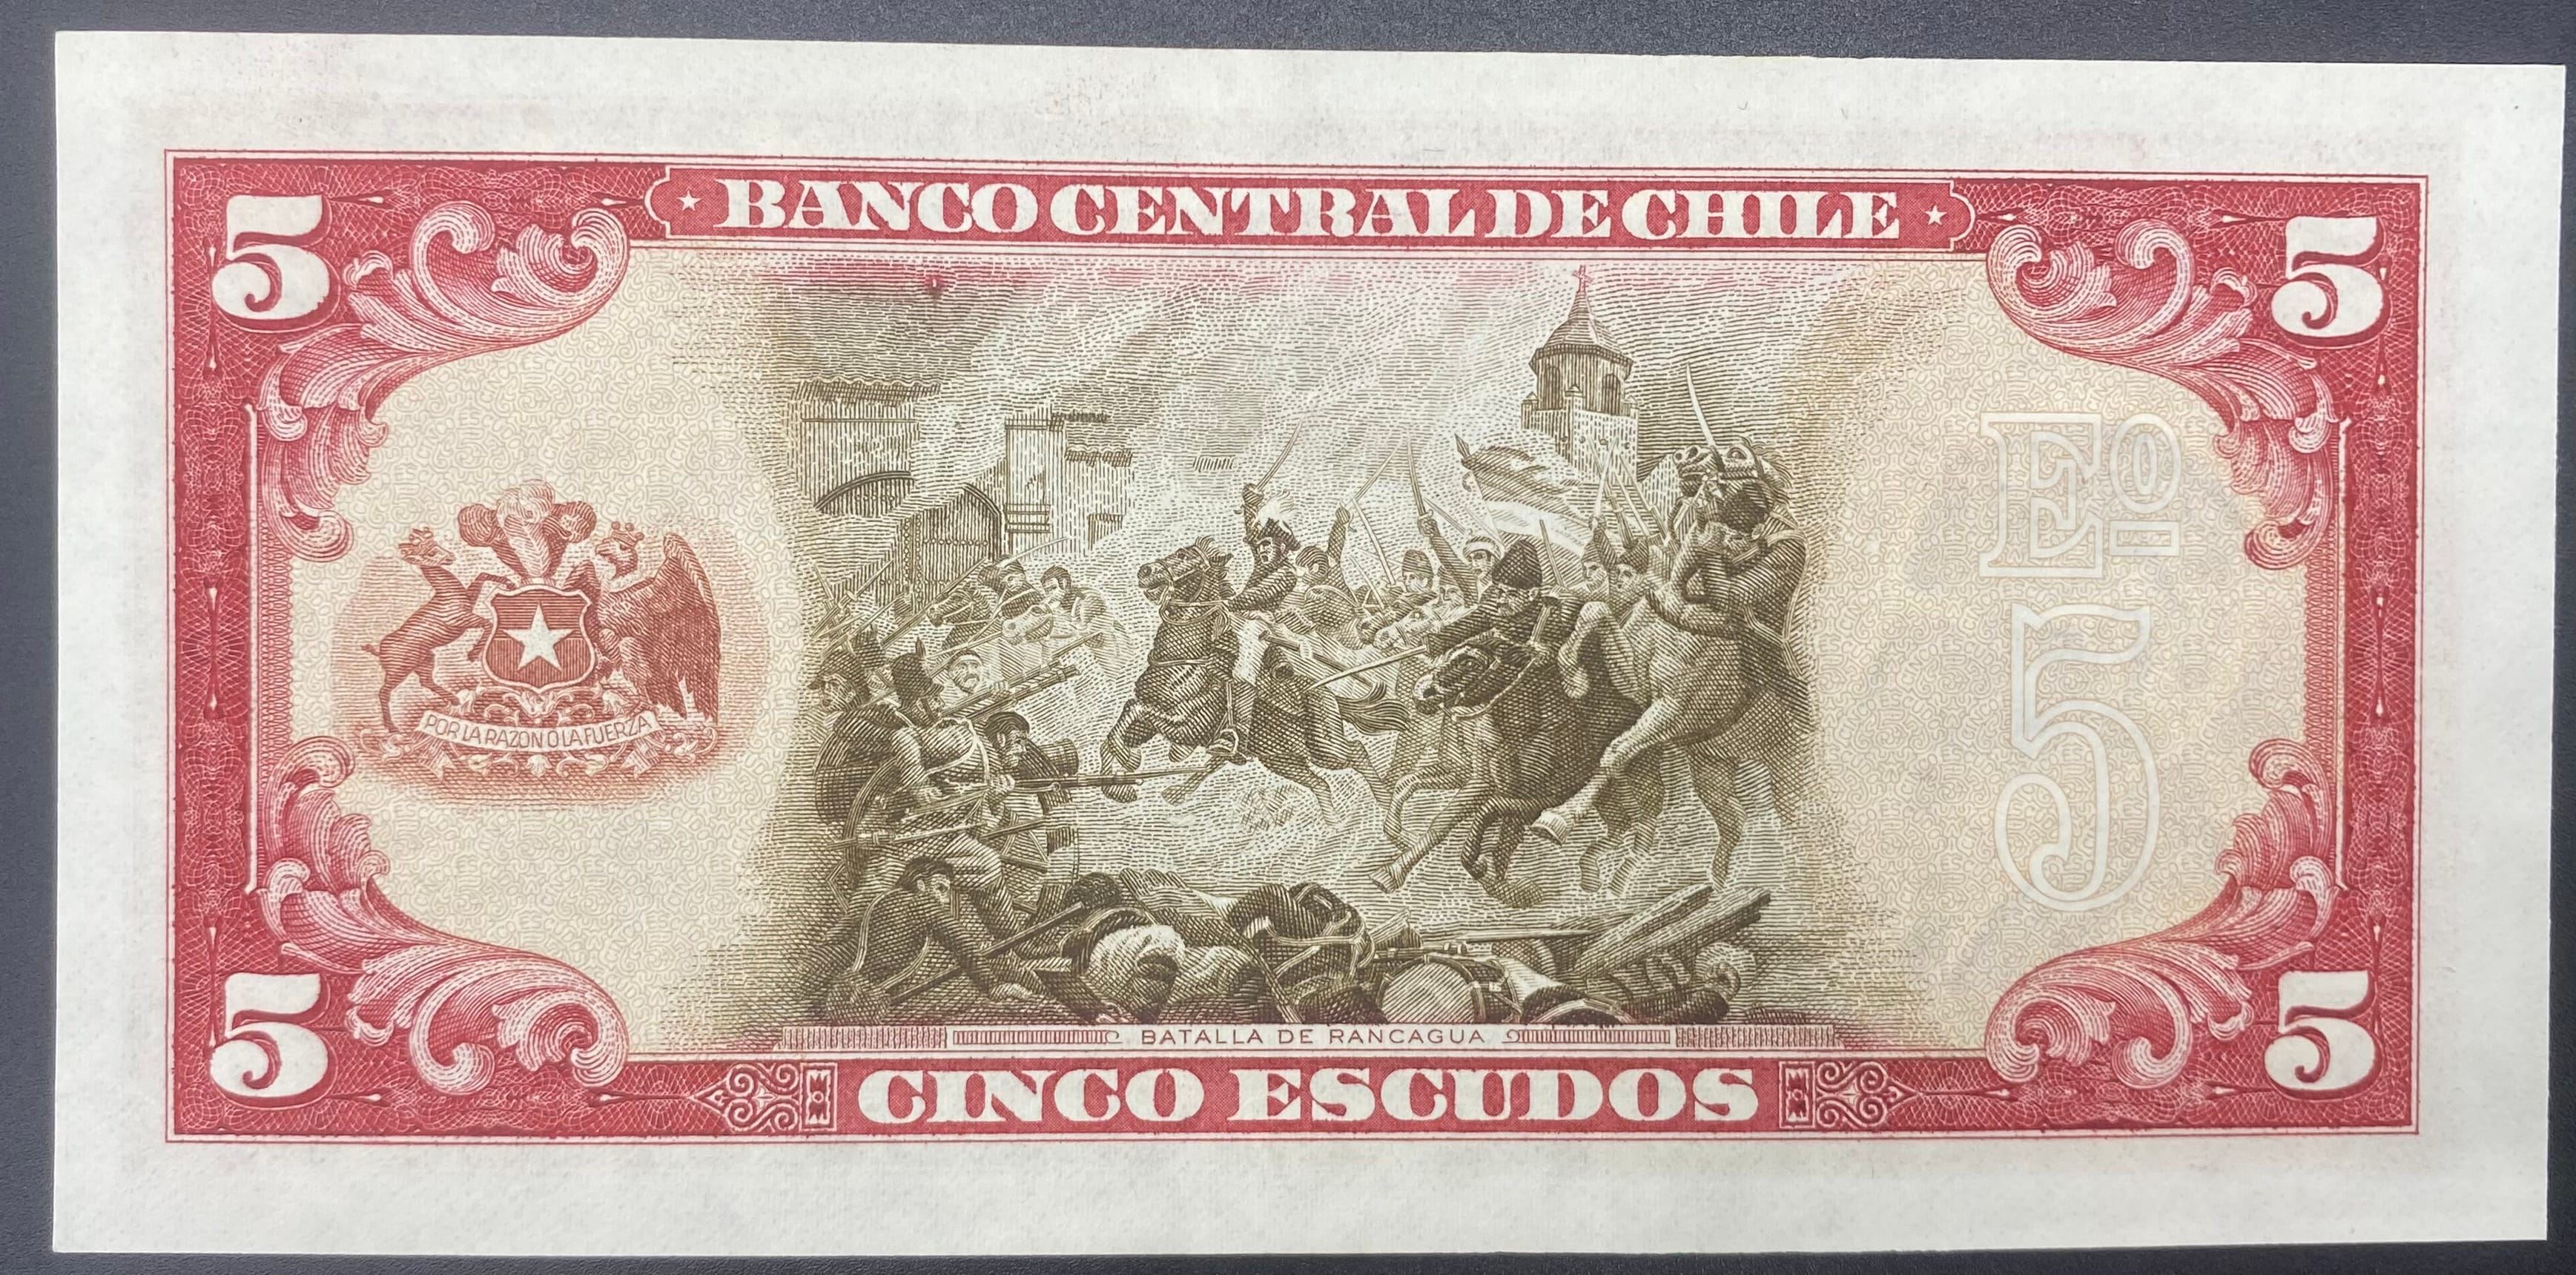 BANCO CENTRAL DE CHILE
5
5
POR LA RAZON O LA FUERZA
Eº
5
BATALLA DE RANCAGUA
5
CINCO ESCUDOS
5